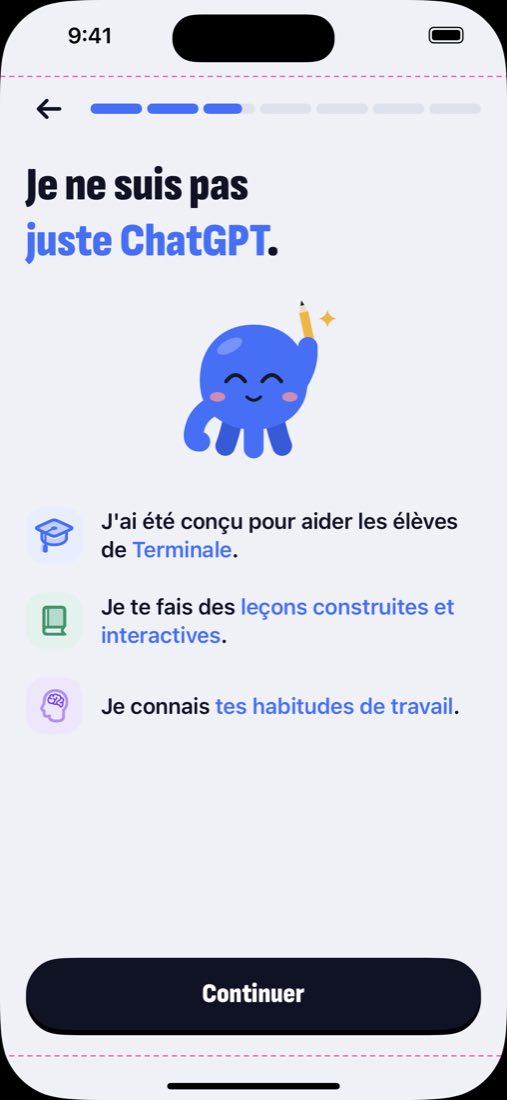 9:41
Je ne suis pas
juste ChatGPT.
J'ai été conçu pour aider les élèves
de Terminale.
Je te fais des leçons construites et
interactives.
Je connais tes habitudes de travail.
Continuer